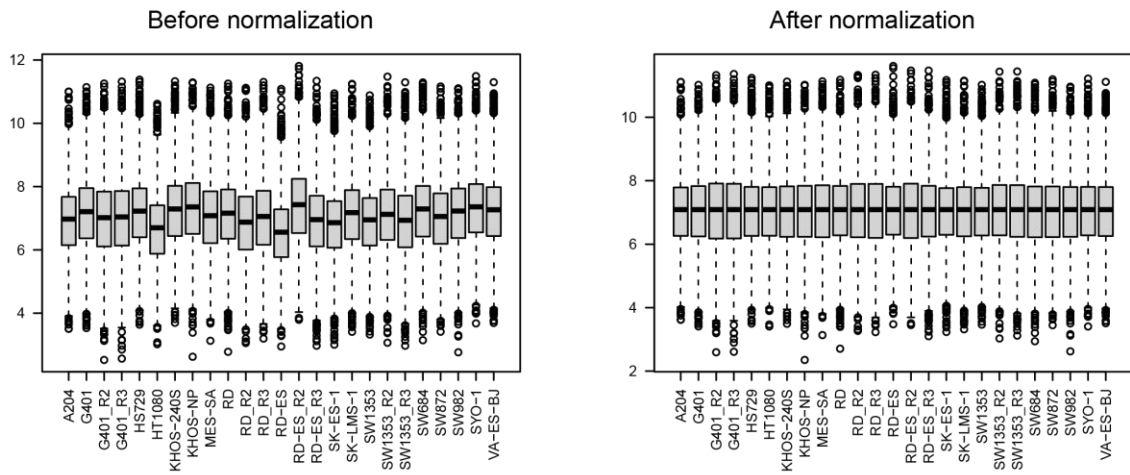 Before normalization
After normalization
12
10
8
6
4
10
8
6
4
2
A204
G401
G401_R2
G401_R3
HS729
HT1080
KHOS-240S
KHOS-NP
MES-SA
RD
RD_R2
RD_R3
RD-ES
RD-ES_R2
RD-ES_R3
SK-ES-1
SK-LMS-1
SW1353
SW1353_R2
SW1353_R3
SW684
SW872
SW982
SYO-1
VA-ES-BJ
A204
G401
G401_R2
G401_R3
HS729
HT1080
KHOS-240S
KHOS-NP
MES-SA
RD
RD_R2
RD_R3
RD-ES
RD-ES_R2
RD-ES_R3
SK-ES-1
SK-LMS-1
SW1353
SW1353_R2
SW1353_R3
SW684
SW872
SW982
SYO-1
VA-ES-BJ